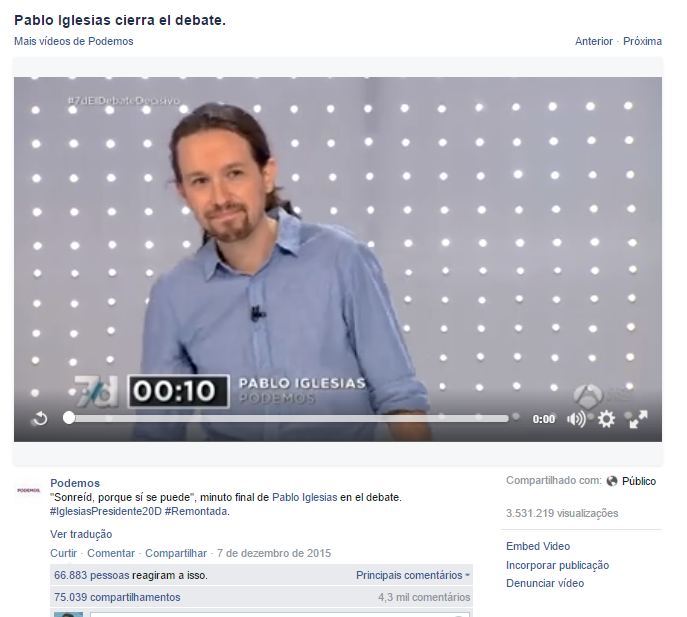 Pablo Iglesias cierra el debate.
Mais vídeos de Podemos
Anterior · Próxima
#7dElDebateDecisivo
7d 00:10 PABLO IGLESIAS
PODEMOS
0:00
PODEMOS.
Podemos
"Sonreíd, porque sí se puede", minuto final de Pablo Iglesias en el debate.
#IglesiasPresidente20D #Remontada.
Ver tradução
Curtir · Comentar · Compartilhar · 7 de dezembro de 2015
66.883 pessoas reagiram a isso.
Principais comentários
75.039 compartilhamentos
4,3 mil comentários
Compartilhado com: Público
3.531.219 visualizações
Embed Video
Incorporar publicação
Denunciar vídeo